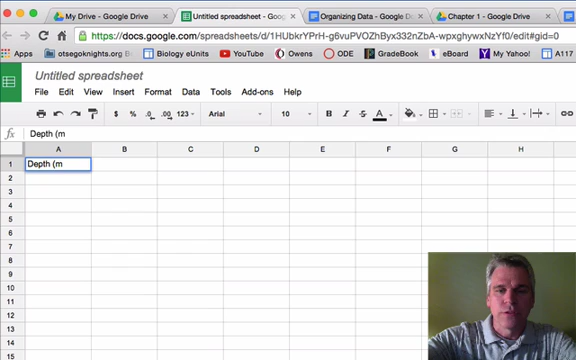 My Drive - Google Drive
Untitled spreadsheet - Goo
Organizing Data - Google D
Chapter 1 - Google Drive
https://docs.google.com/spreadsheets/d/1HUbkrYPrH-g6vuPVOZhByx332nZbA-wpxghywxNzYf0/edit#gid=0
Apps
otsegoknights.org
Biology eUnits
YouTube
Owens
ODE
GradeBook
eBoard
My Yahoo!
A117
Untitled spreadsheet
File Edit View Insert Format Data Tools Add-ons Help
$ % .0 .00 123 Arial 10 B I S A
fx Depth (m
A B C D E F G H
1 Depth (m
2
3
4
5
6
7
8
9
10
11
12
13
14